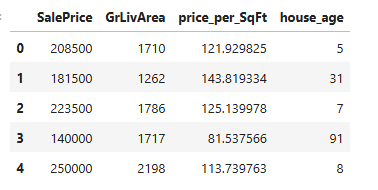 SalePrice GrLivArea price_per_SqFt house_age
0 208500 1710 121.929825 5
1 181500 1262 143.819334 31
2 223500 1786 125.139978 7
3 140000 1717 81.537566 91
4 250000 2198 113.739763 8